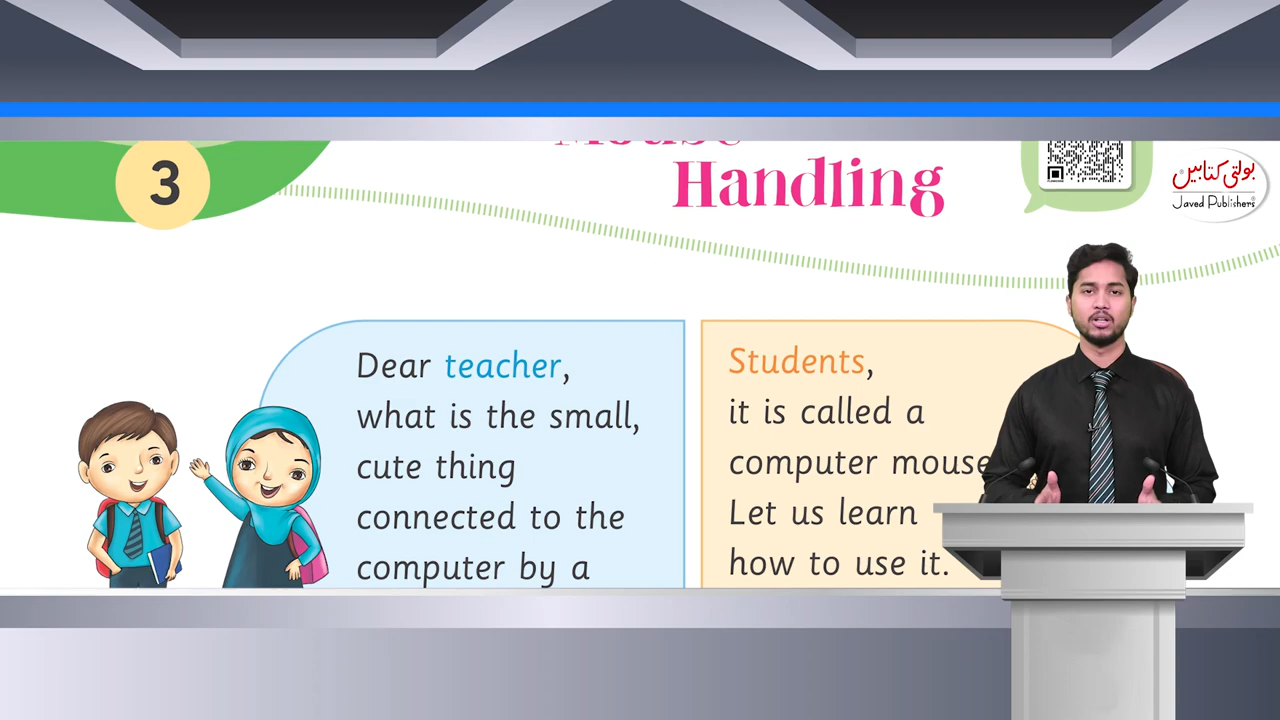 3
Mouse
Handling
بولتی کتابیں
Javed Publishers
Dear teacher,
what is the small,
cute thing
connected to the
computer by a
Students,
it is called a
computer mouse
Let us learn
how to use it.